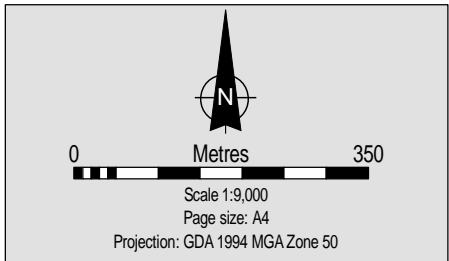 N
0 Metres 350
Scale 1:9,000
Page size: A4
Projection: GDA 1994 MGA Zone 50